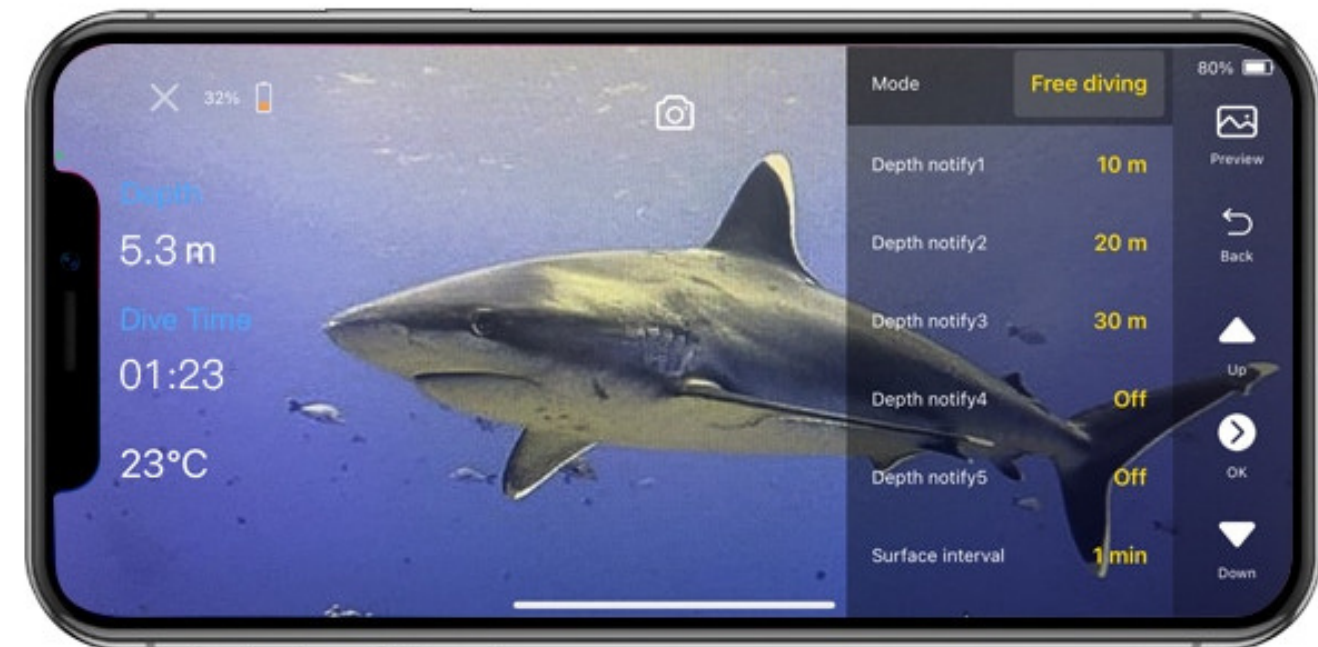 32%
Depth
5.3 m
Dive Time
01:23
23°C
Mode Free diving
Depth notify1 10 m
Depth notify2 20 m
Depth notify3 30 m
Depth notify4 Off
Depth notify5 Off
Surface interval 1 min
80%
Preview
Back
Up
OK
Down